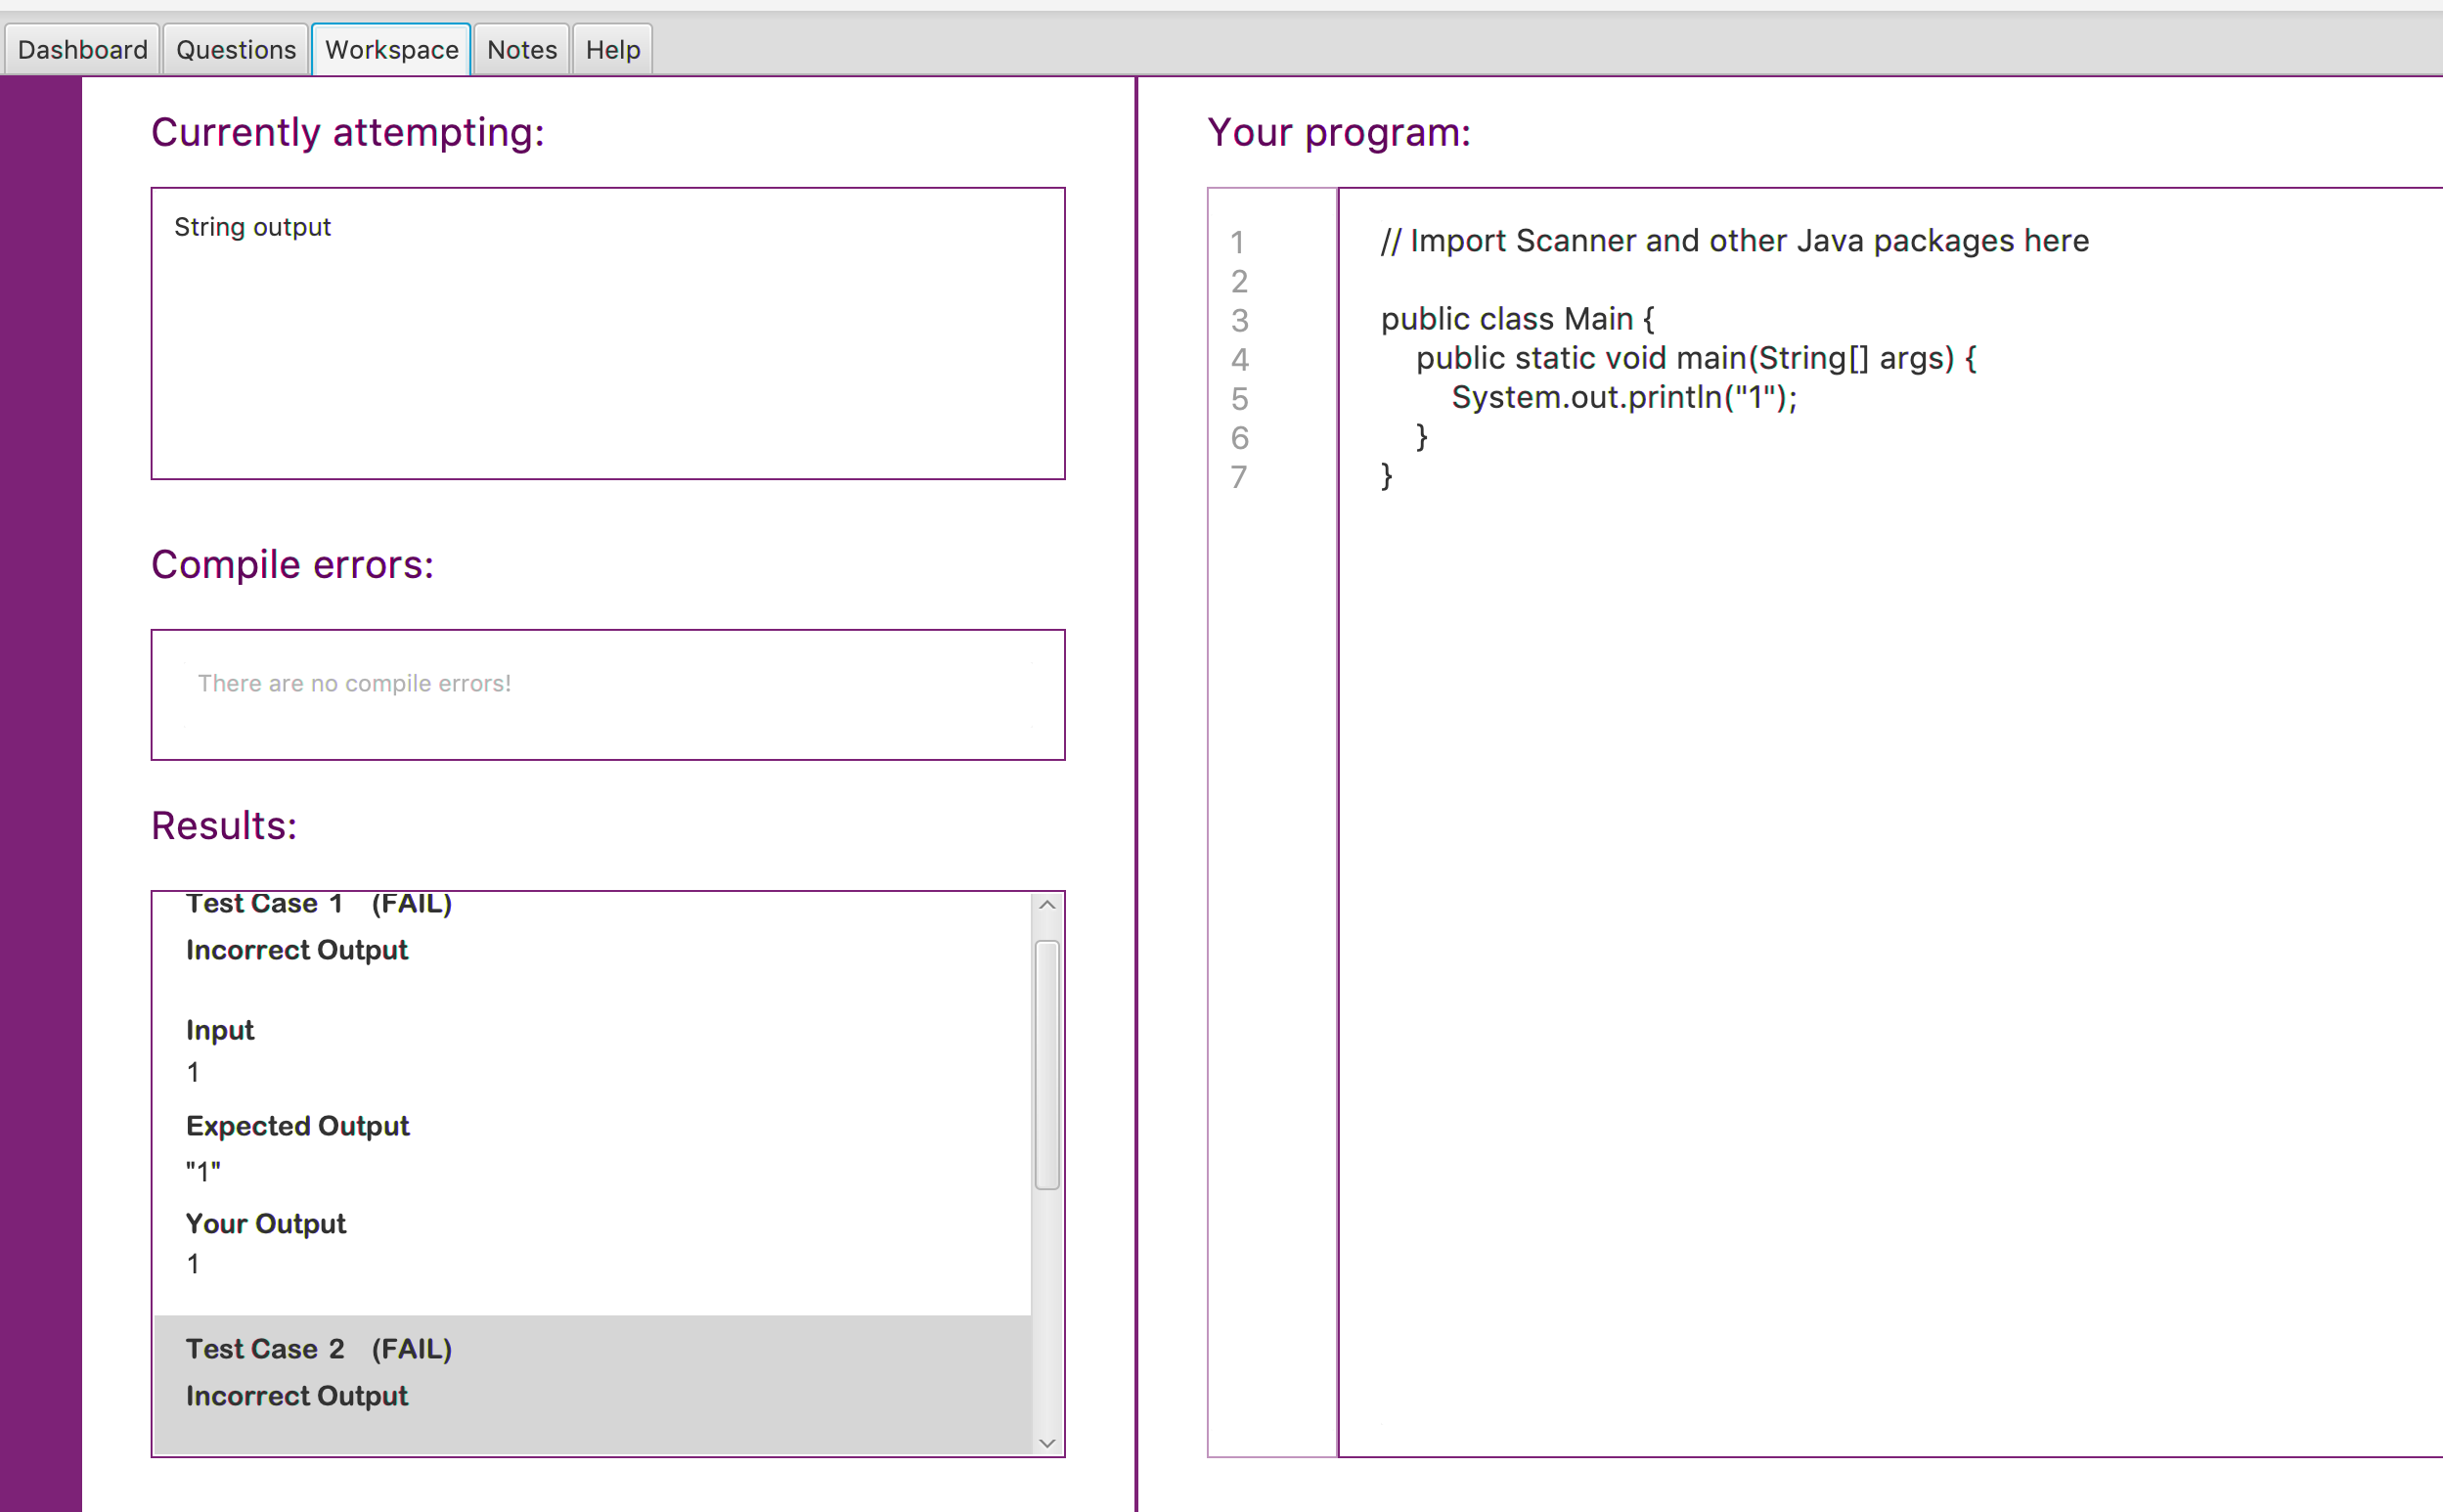 Dashboard Questions Workspace Notes Help
Currently attempting:
String output
Compile errors:
There are no compile errors!
Results:
Test Case 1 (FAIL)
Incorrect Output
Input
1
Expected Output
"1"
Your Output
1
Test Case 2 (FAIL)
Incorrect Output
Your program:
1 // Import Scanner and other Java packages here
2
3 public class Main {
4 public static void main(String[] args) {
5 System.out.println("1");
6 }
7 }